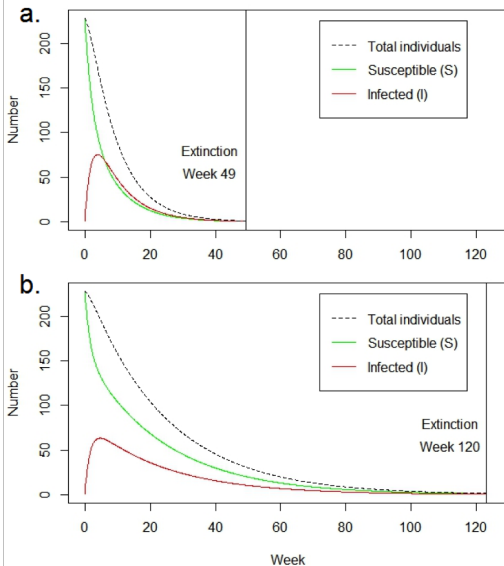 a.
Number
0
50
100
150
200
0
20
40
60
80
100
120
Total individuals
Susceptible (S)
Infected (I)
Extinction
Week 49
b.
Number
0
50
100
150
200
0
20
40
60
80
100
120
Total individuals
Susceptible (S)
Infected (I)
Extinction
Week 120
Week